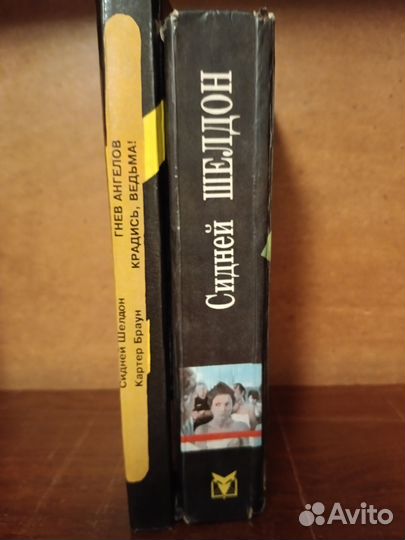 Сидней Шелдон ГНЕВ АНГЕЛОВ
Картер Браун КРАДИСЬ, ВЕДЬМА!
Сидней ШЕЛДОН
Avito